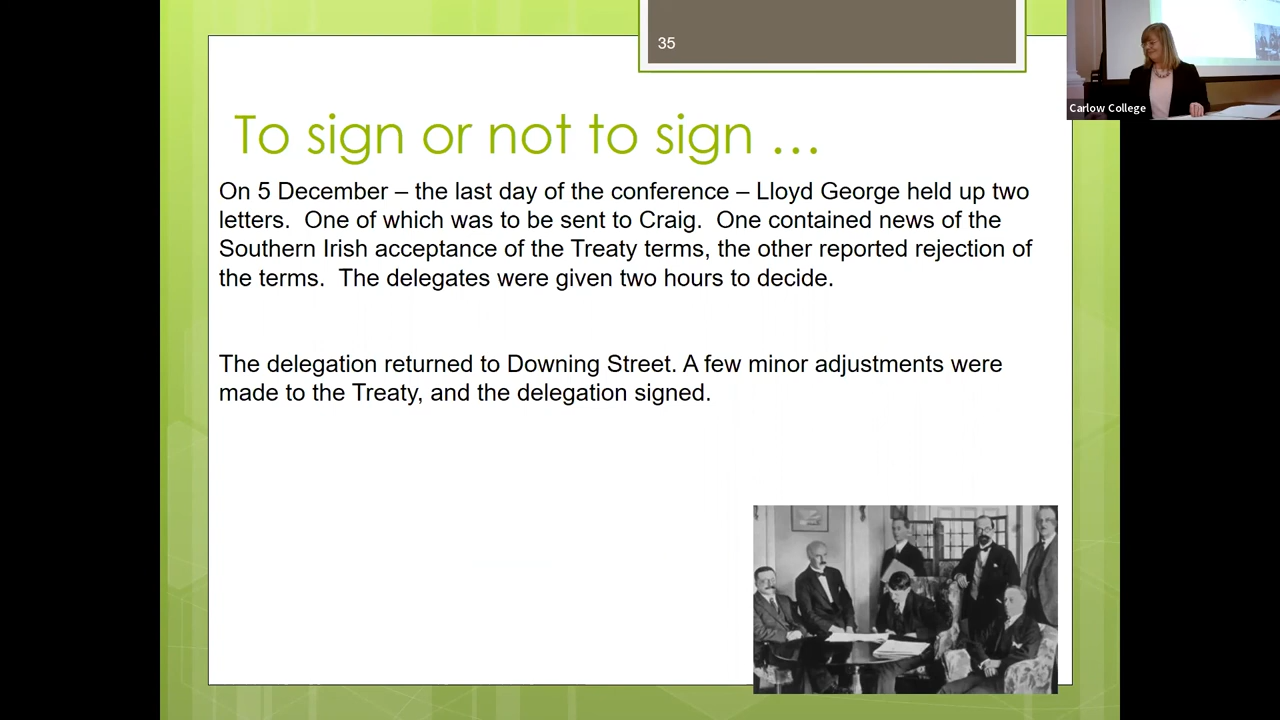 35
Carlow College
To sign or not to sign …
On 5 December – the last day of the conference – Lloyd George held up two
letters.  One of which was to be sent to Craig.  One contained news of the
Southern Irish acceptance of the Treaty terms, the other reported rejection of
the terms.  The delegates were given two hours to decide.
The delegation returned to Downing Street. A few minor adjustments were
made to the Treaty, and the delegation signed.